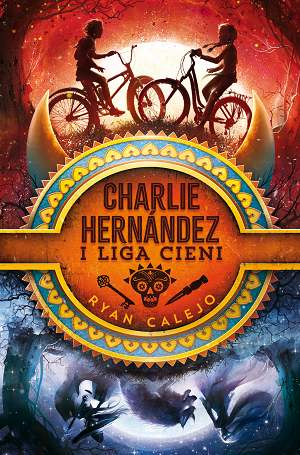 CHARLIE
HERNÁNDEZ
I LIGA CIENI
RYAN CALEJO